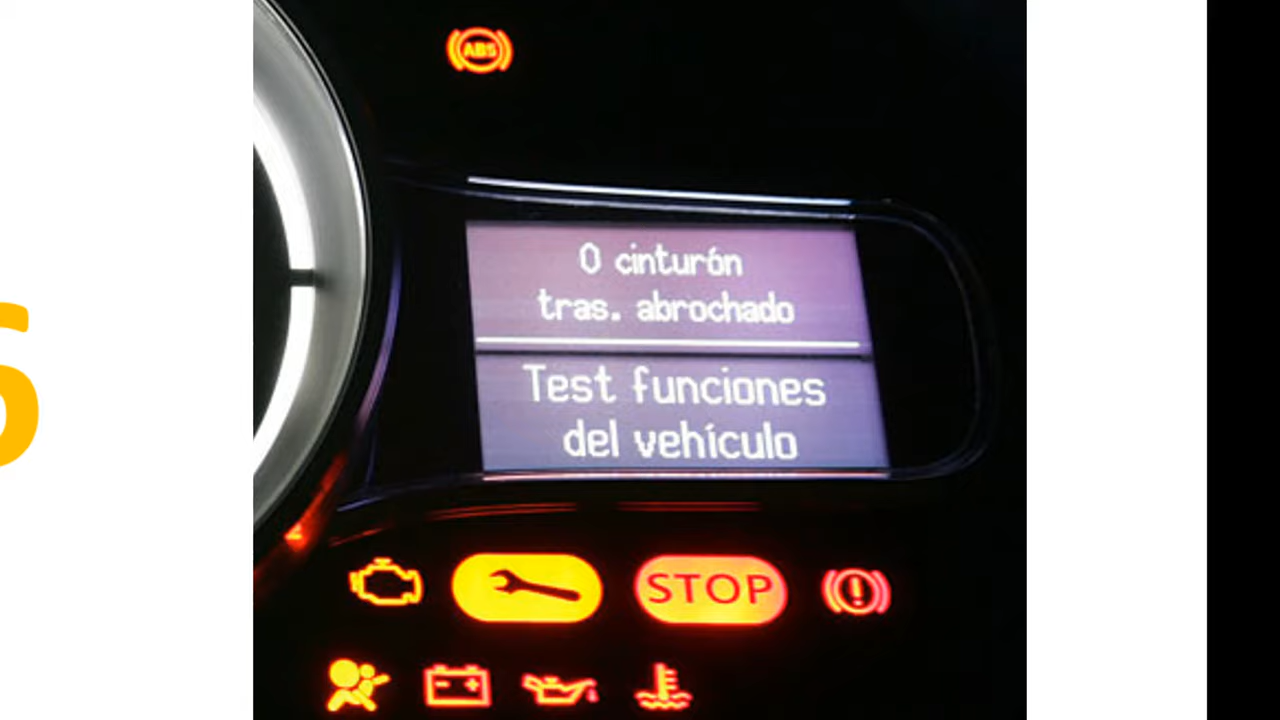 ABS
0 cinturón
tras. abrochado
Test funciones
del vehículo
STOP